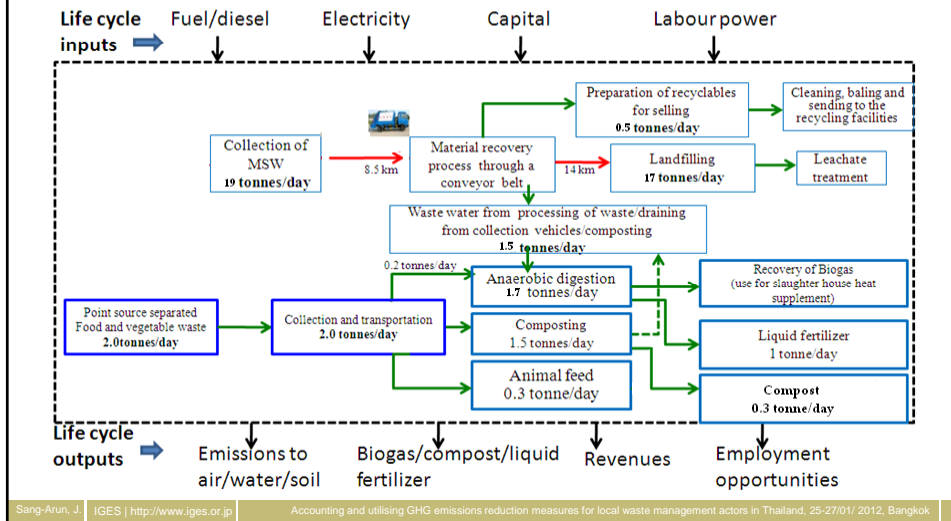 Life cycle
inputs
Fuel/diesel
Electricity
Capital
Labour power
Preparation of recyclables
for selling
0.5 tonnes/day
Cleaning, baling and
sending to the
recycling facilities
Collection of
MSW
19 tonnes/day
8.5 km
Material recovery
process through a
conveyor belt
14 km
Landfilling
17 tonnes/day
Leachate
treatment
Waste water from processing of waste/draining
from collection vehicles/composting
1.5 tonnes/day
0.2 tonnes/day
Anaerobic digestion
1.7 tonnes/day
Recovery of Biogas
(use for slaughter house heat
supplement)
Point source separated
Food and vegetable waste
2.0tonnes/day
Collection and transportation
2.0 tonnes/day
Composting
1.5 tonnes/day
Liquid fertilizer
1 tonne/day
Animal feed
0.3 tonne/day
Compost
0.3 tonne/day
Life cycle
outputs
Emissions to
air/water/soil
Biogas/compost/liquid
fertilizer
Revenues
Employment
opportunities
Sang-Arun, J.
IGES | http://www.iges.or.jp
Accounting and utilising GHG emissions reduction measures for local waste management actors in Thailand, 25-27/01/ 2012, Bangkok